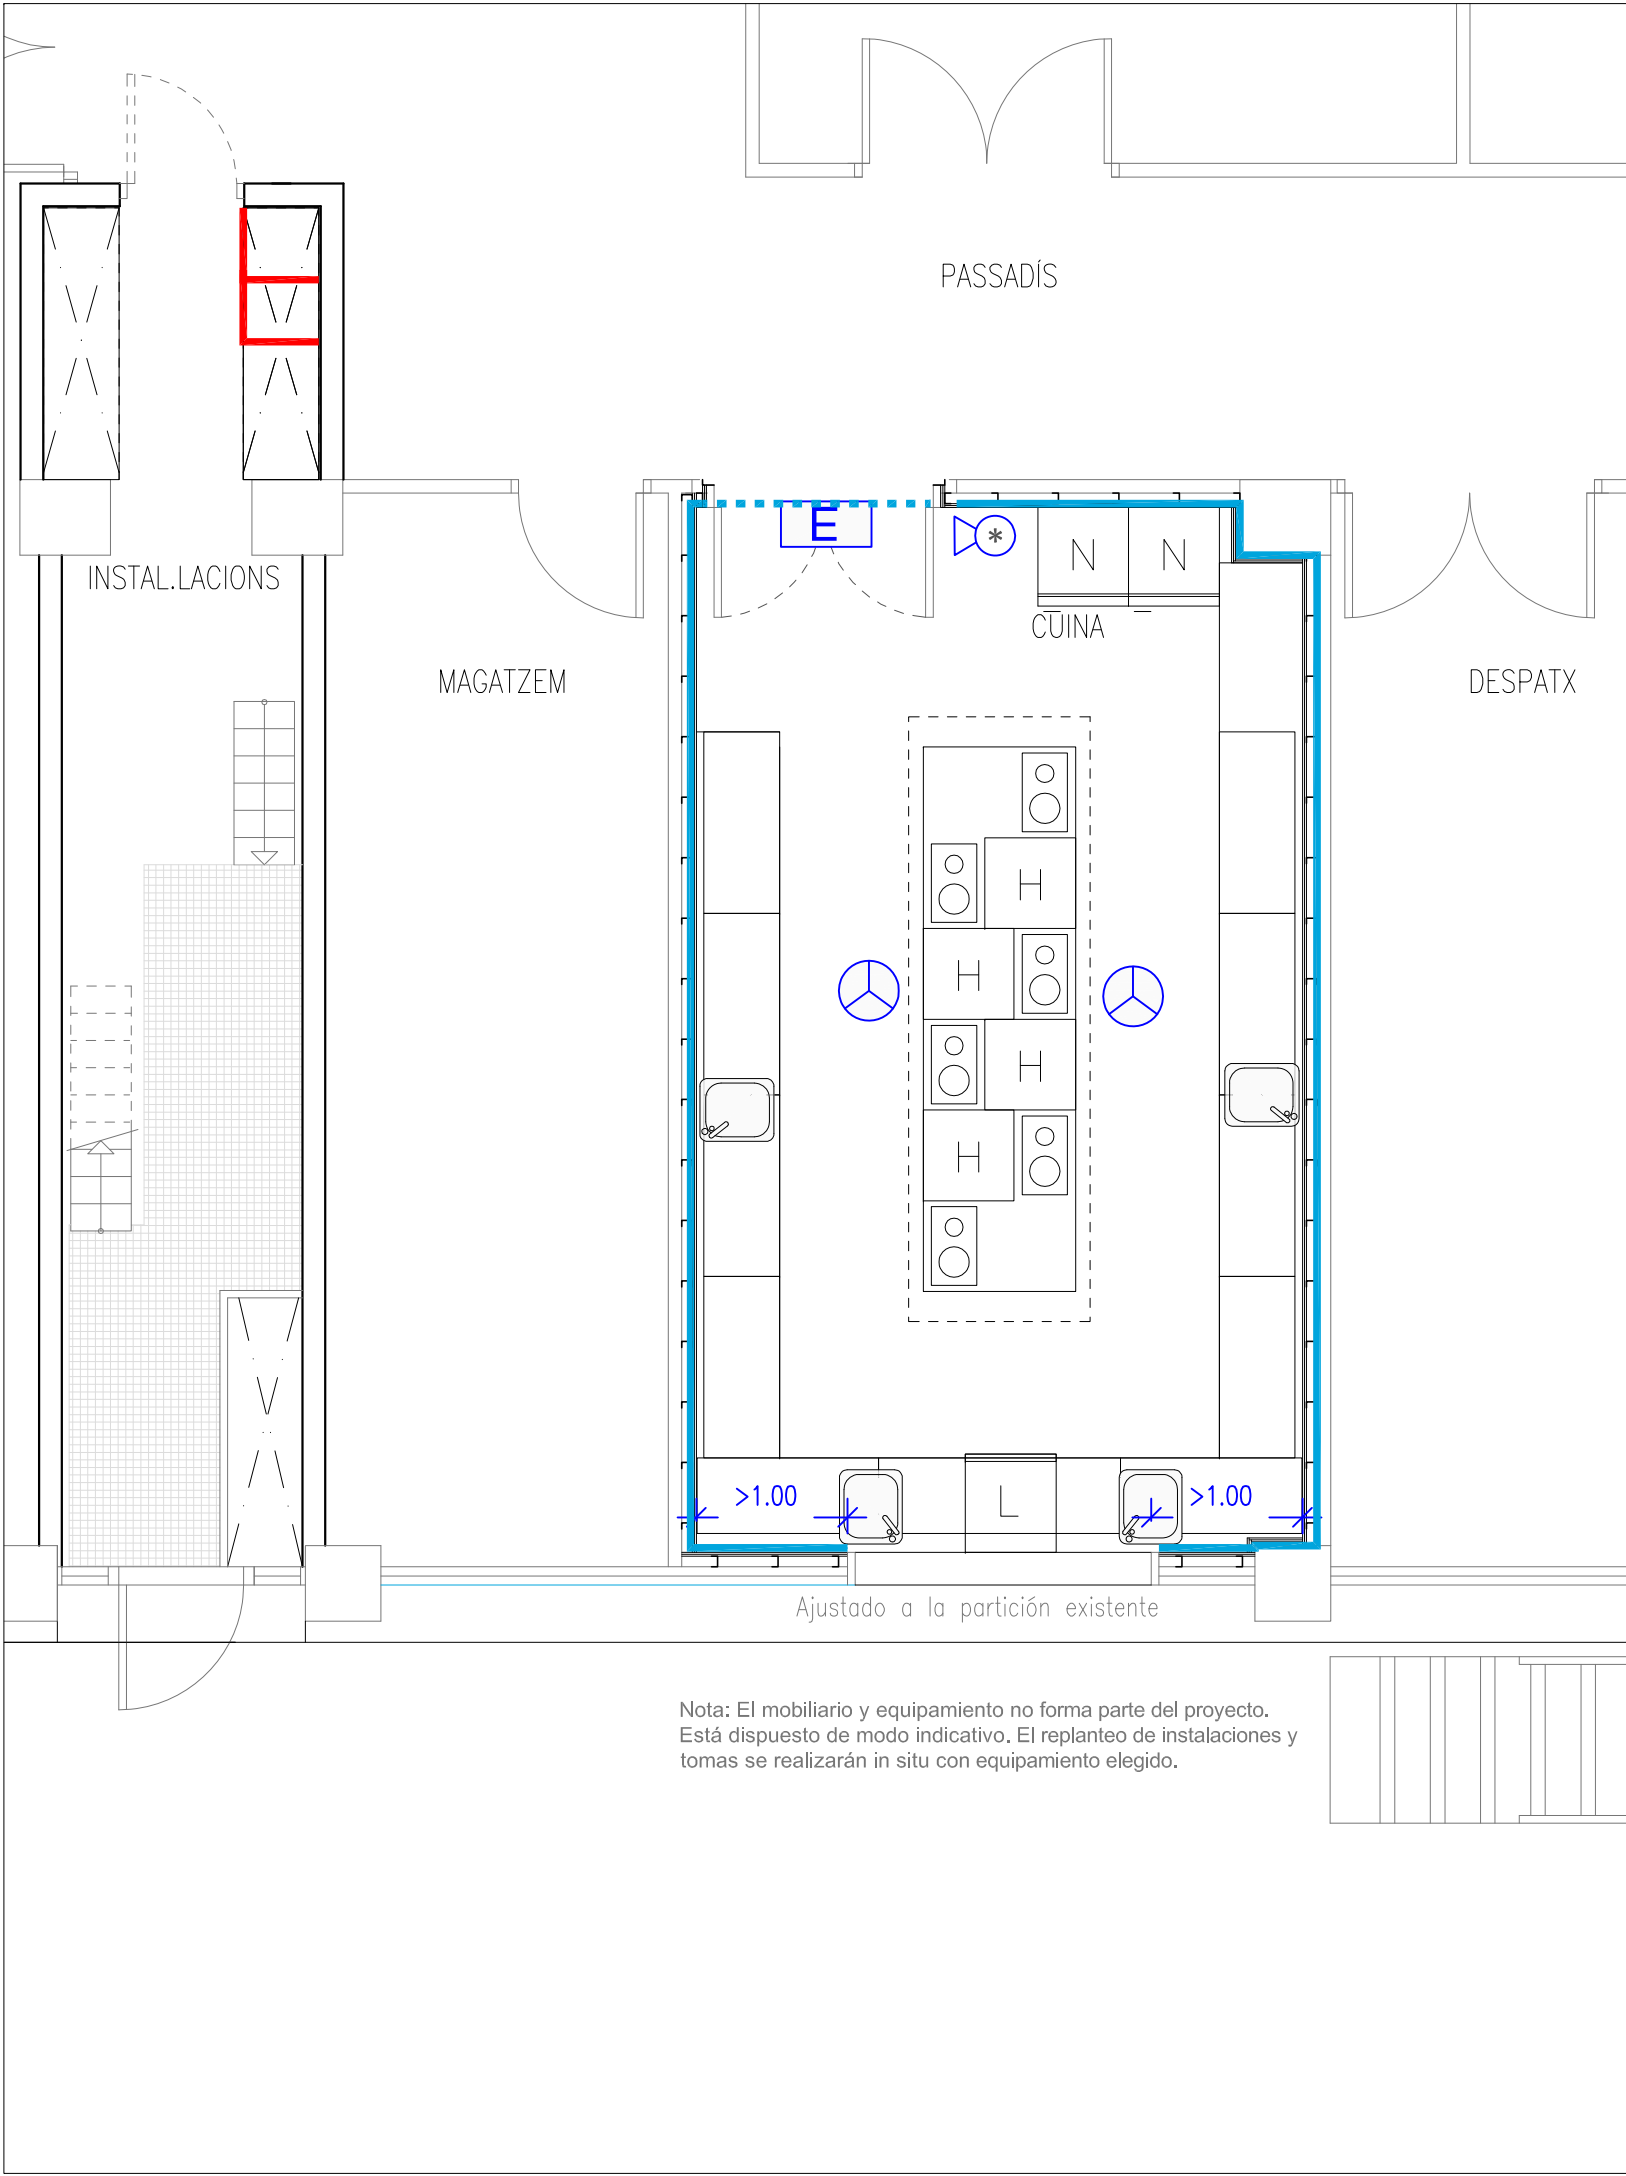 PASSADÍS
E
*
N
N
INSTAL.LACIONS
CUINA
MAGATZEM
DESPATX
H
H
H
H
>1.00
L
>1.00
Ajustado a la partición existente
Nota: El mobiliario y equipamiento no forma parte del proyecto.
Está dispuesto de modo indicativo. El replanteo de instalaciones y
tomas se realizarán in situ con equipamiento elegido.